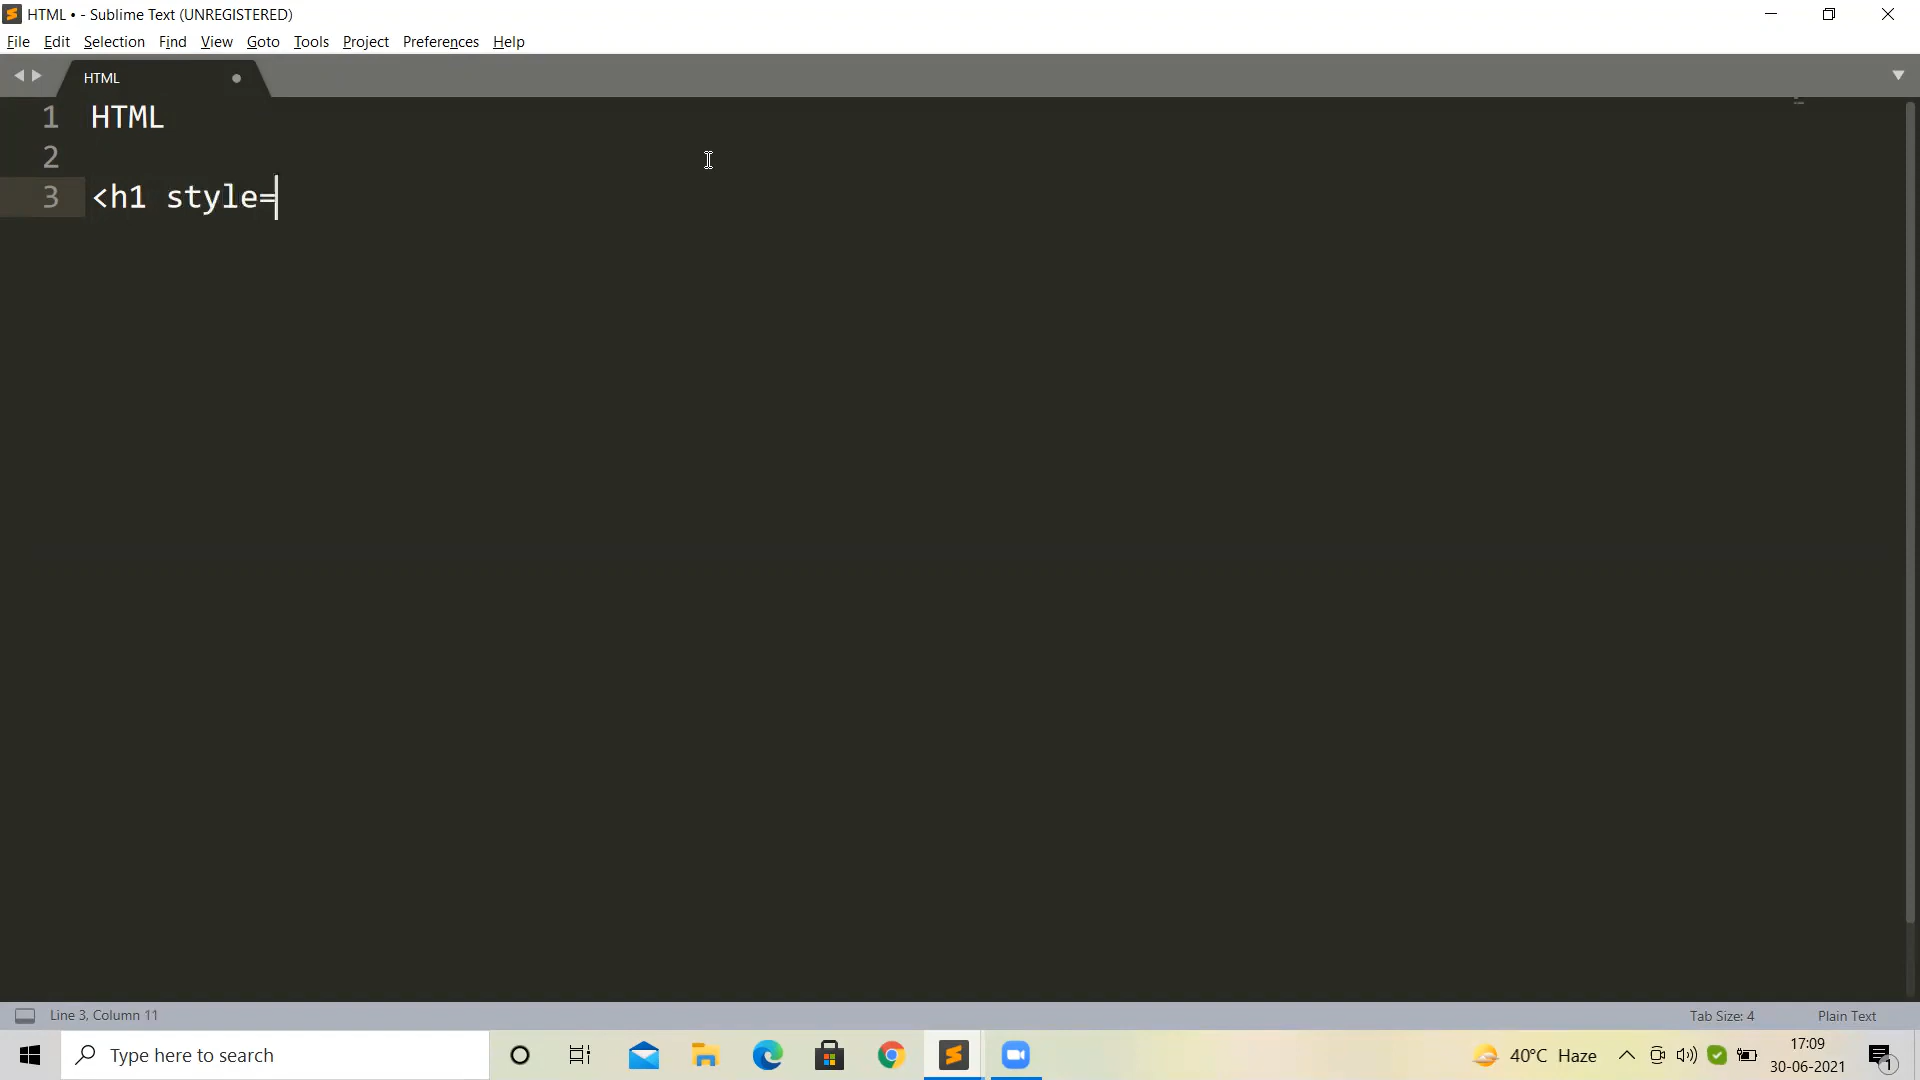 HTML • - Sublime Text (UNREGISTERED)
File Edit Selection Find View Goto Tools Project Preferences Help
HTML
1 HTML
2
3 <h1 style=
Line 3, Column 11
Tab Size: 4
Plain Text
Type here to search
40°C Haze
17:09
30-06-2021
1